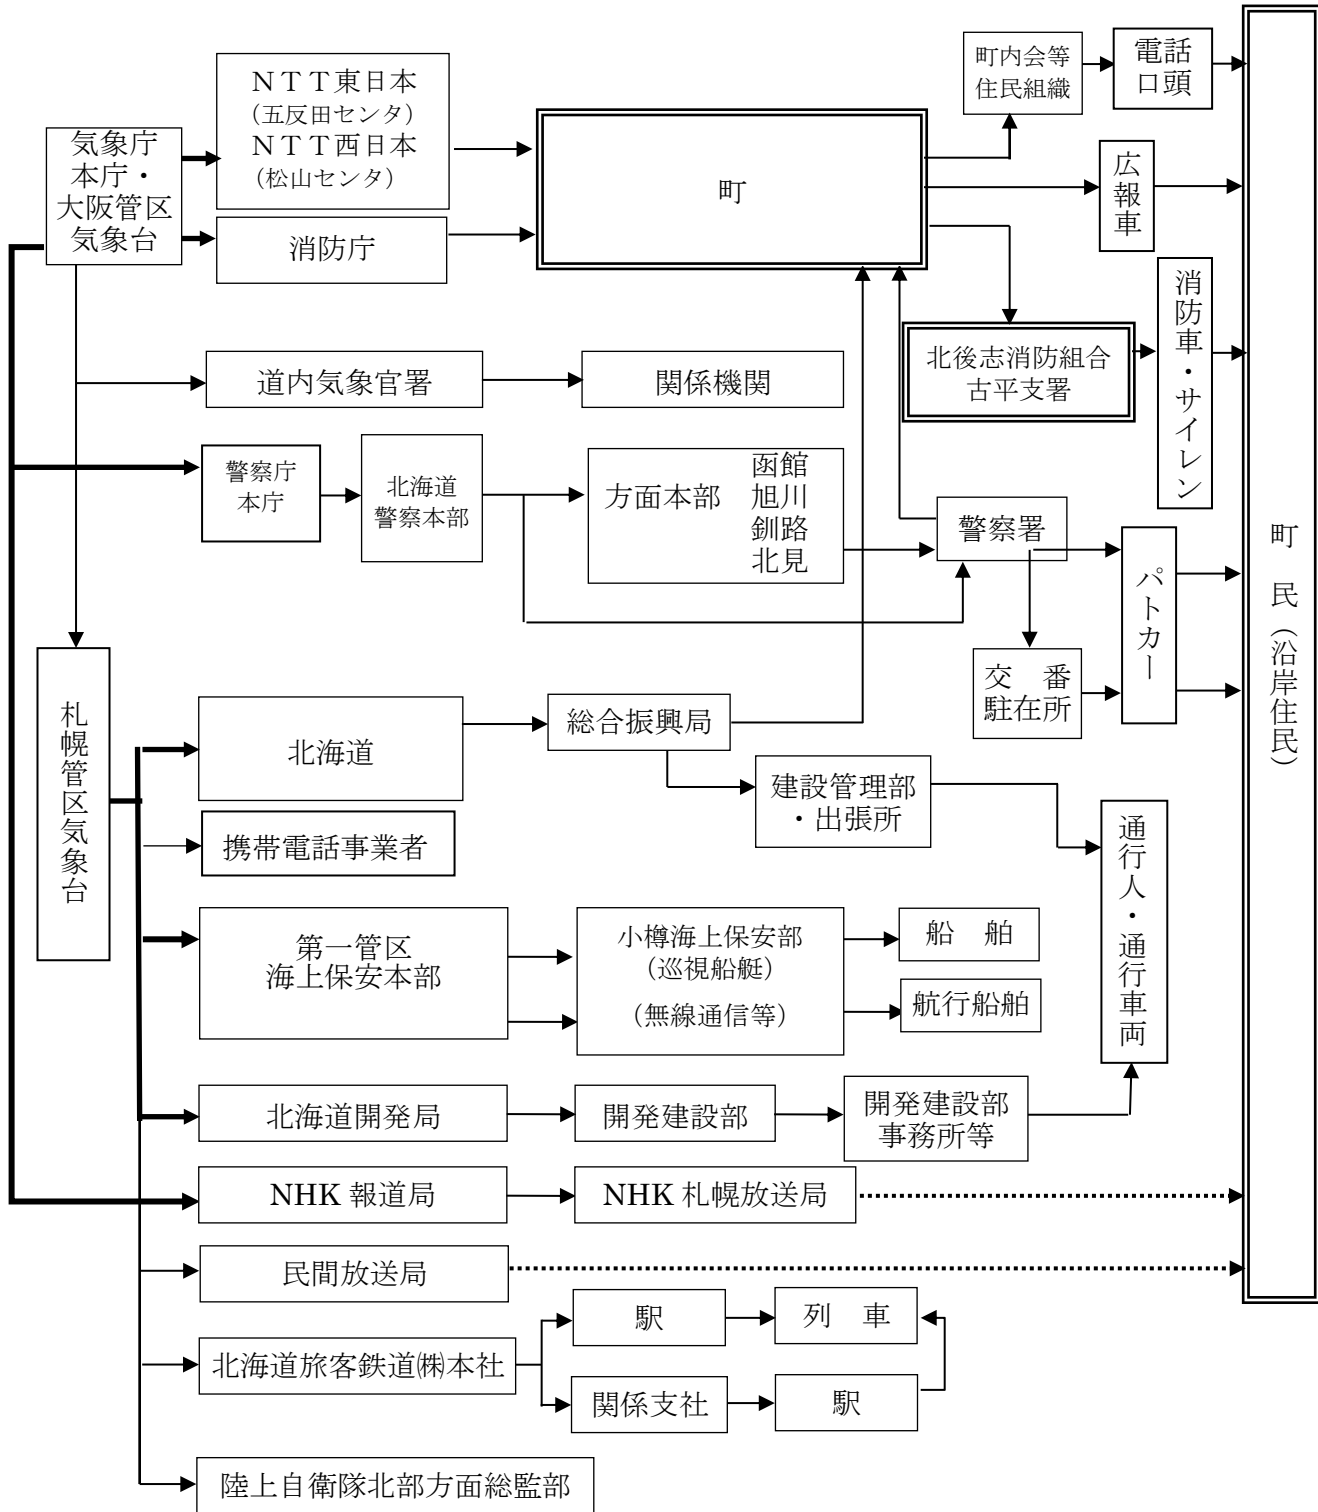 気象庁
本庁・
大阪管区
気象台
ＮＴＴ東日本
(五反田センタ)
ＮＴＴ西日本
(松山センタ)
消防庁
町
町内会等
住民組織
電話
口頭
広報車
北後志消防組合
古平支署
消防車・サイレン
道内気象官署
関係機関
警察庁
本庁
北海道
警察本部
方面本部
函館
旭川
釧路
北見
警察署
交　番
駐在所
パトカー
町　民（沿岸住民）
札幌管区気象台
北海道
総合振興局
建設管理部
・出張所
携帯電話事業者
通行人・通行車両
第一管区
海上保安本部
小樽海上保安部
（巡視船艇）
（無線通信等）
船　舶
航行船舶
北海道開発局
開発建設部
開発建設部
事務所等
NHK 報道局
NHK 札幌放送局
民間放送局
北海道旅客鉄道㈱本社
駅
列　車
関係支社
駅
陸上自衛隊北部方面総監部